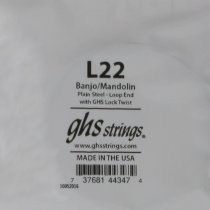 L22
Banjo/Mandolin
Plain Steel - Loop End
with GHS Lock Twist
ghs strings®
www.ghsstrings.com
MADE IN THE USA
7 37681 44347 4